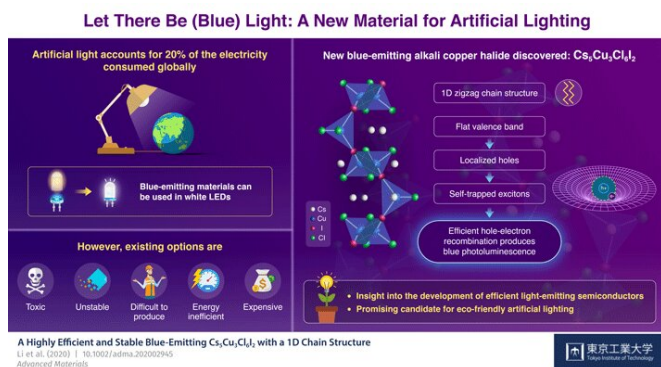 Let There Be (Blue) Light: A New Material for Artificial Lighting
Artificial light accounts for 20% of the electricity
consumed globally
Blue-emitting materials can
be used in white LEDs
However, existing options are
Toxic
Unstable
Difficult to
produce
Energy
inefficient
Expensive
New blue-emitting alkali copper halide discovered: Cs₅Cu₃Cl₆I₂
1D zigzag chain structure
Flat valence band
Localized holes
Self-trapped excitons
Efficient hole-electron
recombination produces
blue photoluminescence
Cs
Cu
I
Cl
• Insight into the development of efficient light-emitting semiconductors
• Promising candidate for eco-friendly artificial lighting
A Highly Efficient and Stable Blue-Emitting Cs₅Cu₃Cl₆I₂ with a 1D Chain Structure
Li et al. (2020) | 10.1002/adma.202002945
Advanced Materials
東京工業大学
Tokyo Institute of Technology